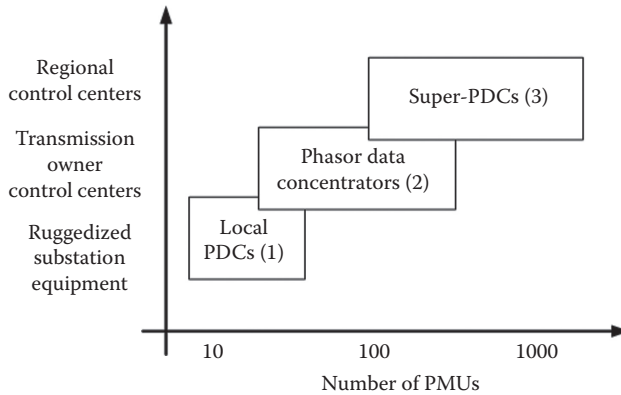 Regional
control centers
Super-PDCs (3)
Transmission
owner
control centers
Phasor data
concentrators (2)
Ruggedized
substation
equipment
Local
PDCs (1)
10
100
1000
Number of PMUs